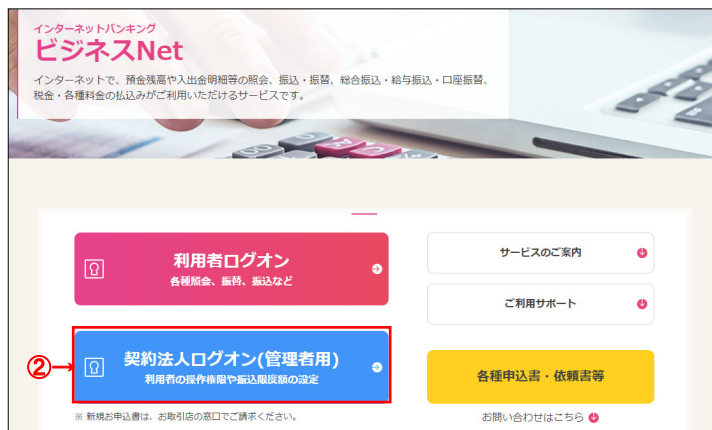 インターネットバンキング
ビジネスNet
インターネットで、預金残高や入出金明細等の照会、振込・振替、総合振込・給与振込・口座振替、
税金・各種料金の払込みがご利用いただけるサービスです。
利用者ログオン
各種照会、振替、振込など
サービスのご案内
ご利用サポート
②→
契約法人ログオン(管理者用)
利用者の操作権限や振込限度額の設定
各種申込書・依頼書等
※ 新規お申込書は、お取引店の窓口でご請求ください。
お問い合わせはこちら